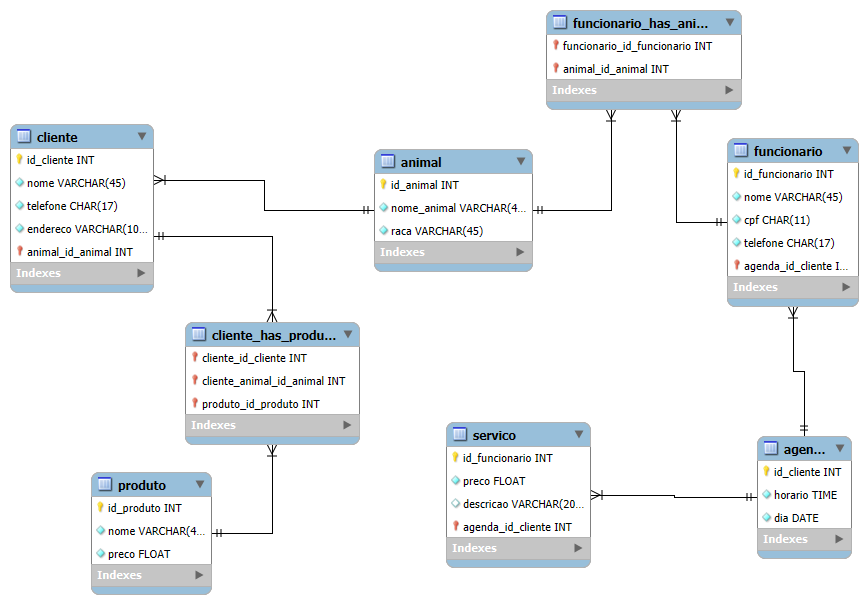 funcionario_has_ani...
funcionario_id_funcionario INT
animal_id_animal INT
Indexes
cliente
id_cliente INT
nome VARCHAR(45)
telefone CHAR(17)
endereco VARCHAR(10...
animal_id_animal INT
Indexes
animal
id_animal INT
nome_animal VARCHAR(4...
raca VARCHAR(45)
Indexes
funcionario
id_funcionario INT
nome VARCHAR(45)
cpf CHAR(11)
telefone CHAR(17)
agenda_id_cliente I...
Indexes
cliente_has_produ...
cliente_id_cliente INT
cliente_animal_id_animal INT
produto_id_produto INT
Indexes
servico
id_funcionario INT
preco FLOAT
descricao VARCHAR(20...
agenda_id_cliente INT
Indexes
agen...
id_cliente INT
horario TIME
dia DATE
Indexes
produto
id_produto INT
nome VARCHAR(4...
preco FLOAT
Indexes